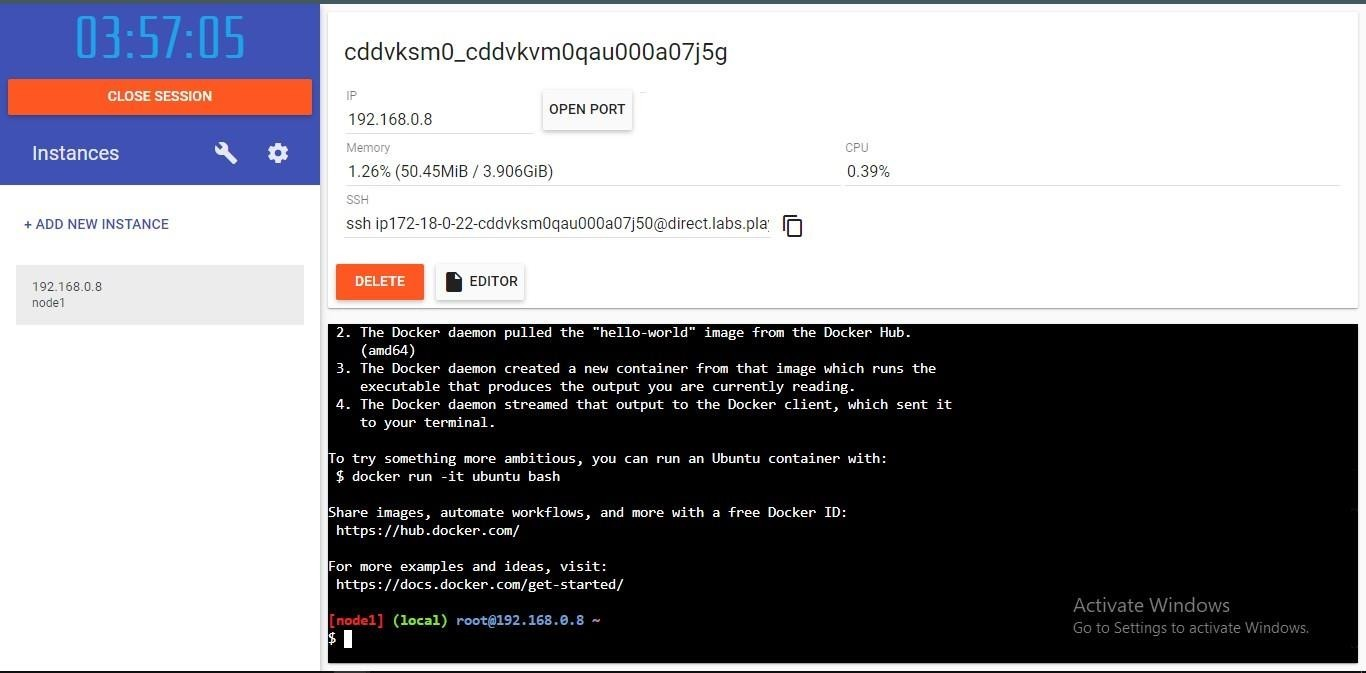 03:57:05
CLOSE SESSION
Instances
+ ADD NEW INSTANCE
192.168.0.8
node1
cddvksm0_cddvkvm0qau000a07j5g
IP
192.168.0.8
OPEN PORT
Memory
1.26% (50.45MiB / 3.906GiB)
CPU
0.39%
SSH
ssh ip172-18-0-22-cddvksm0qau000a07j50@direct.labs.pla
DELETE
EDITOR
2. The Docker daemon pulled the "hello-world" image from the Docker Hub.
(amd64)
3. The Docker daemon created a new container from that image which runs the
executable that produces the output you are currently reading.
4. The Docker daemon streamed that output to the Docker client, which sent it
to your terminal.
To try something more ambitious, you can run an Ubuntu container with:
$ docker run -it ubuntu bash
Share images, automate workflows, and more with a free Docker ID:
https://hub.docker.com/
For more examples and ideas, visit:
https://docs.docker.com/get-started/
[node1] (local) root@192.168.0.8 ~
$
Activate Windows
Go to Settings to activate Windows.